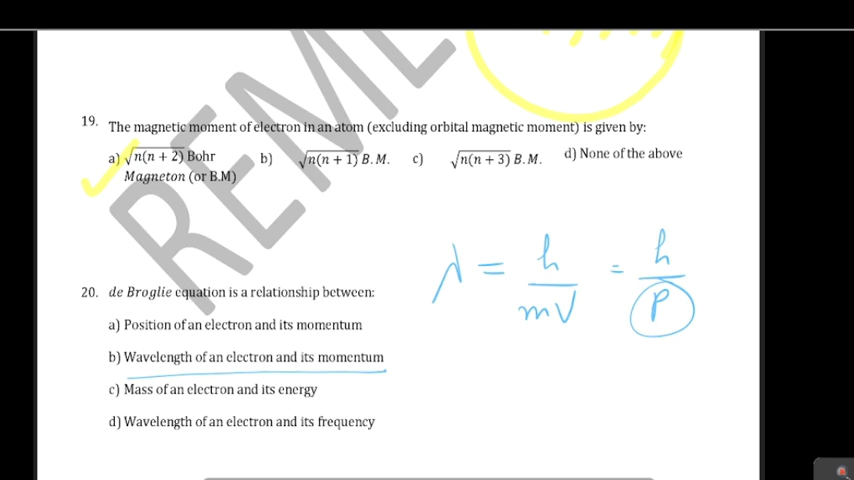 REME
19. The magnetic moment of electron in an atom (excluding orbital magnetic moment) is given by:
a) √n(n + 2) Bohr Magneton (or B.M) b) √n(n + 1) B.M. c) √n(n + 3) B.M. d) None of the above
λ = h/mV = h/p
20. de Broglie equation is a relationship between:
a) Position of an electron and its momentum
b) Wavelength of an electron and its momentum
c) Mass of an electron and its energy
d) Wavelength of an electron and its frequency